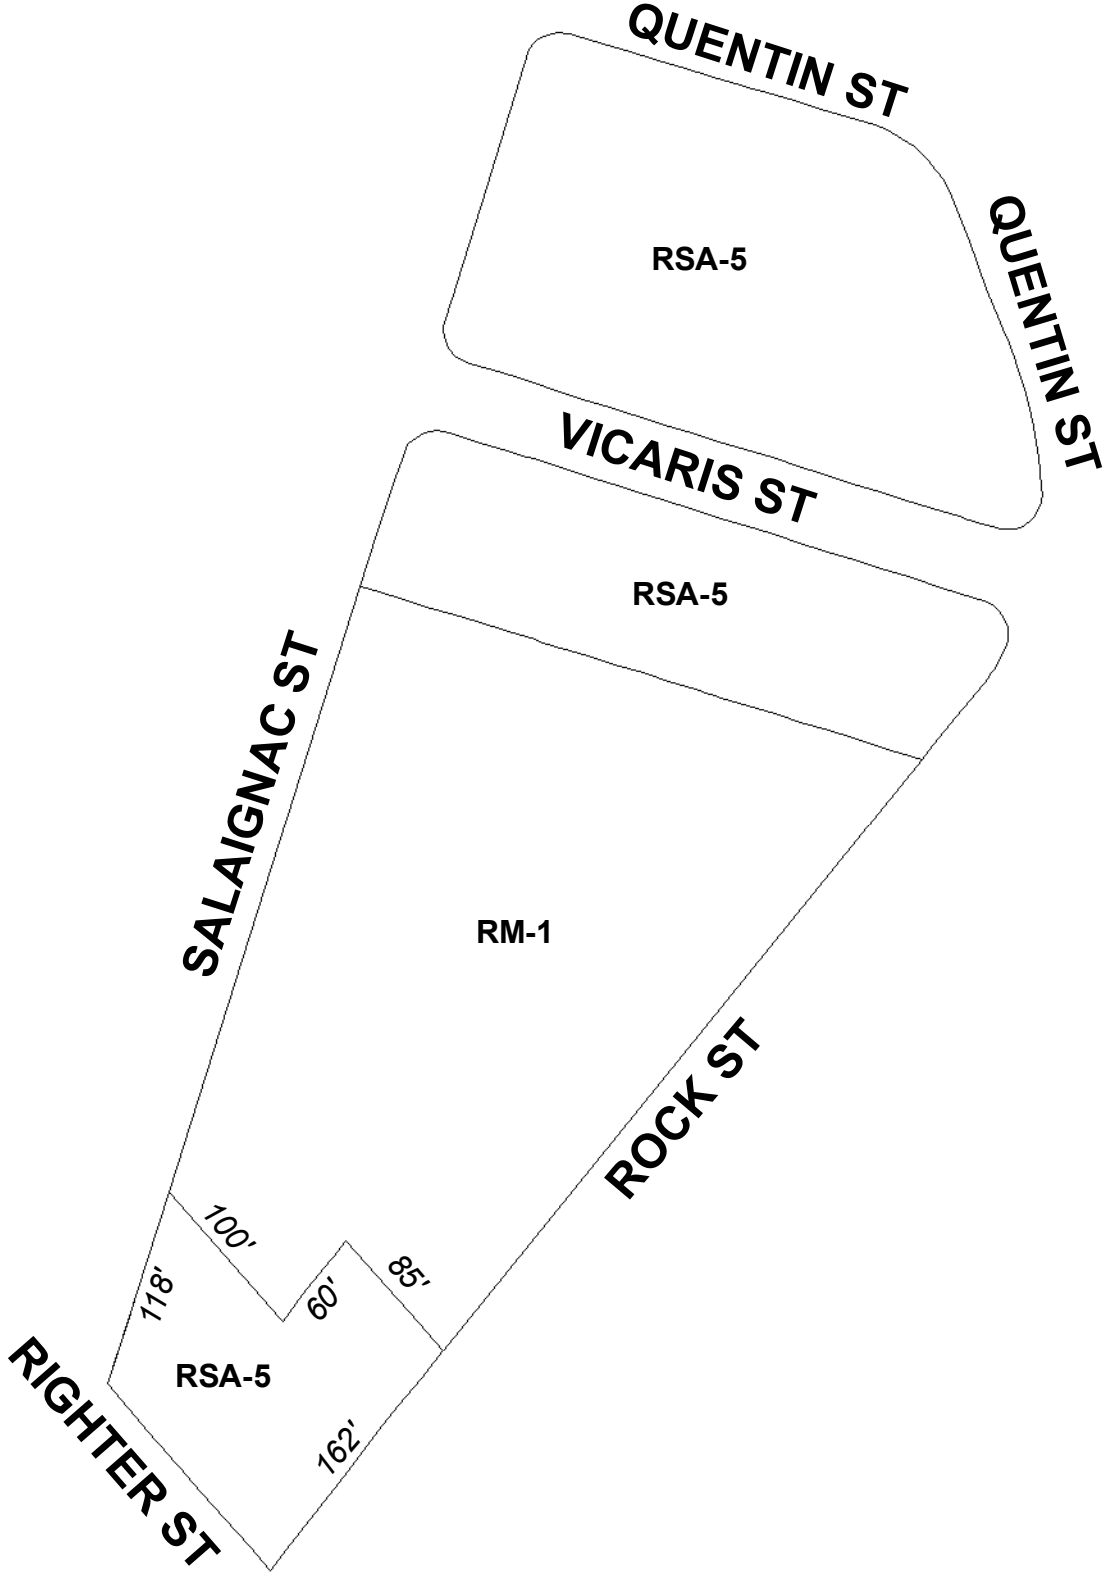 QUENTIN ST
QUENTIN ST
RSA-5
VICARIS ST
RSA-5
SALAIGNAC ST
RM-1
ROCK ST
100'
85'
60'
118'
RSA-5
162'
RIGHTER ST